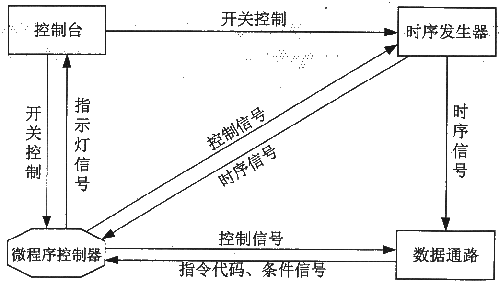 控制台
开关控制
时序发生器
开关控制
指示灯信号
控制信号
时序信号
时序信号
微程序控制器
控制信号
指令代码、条件信号
数据通路